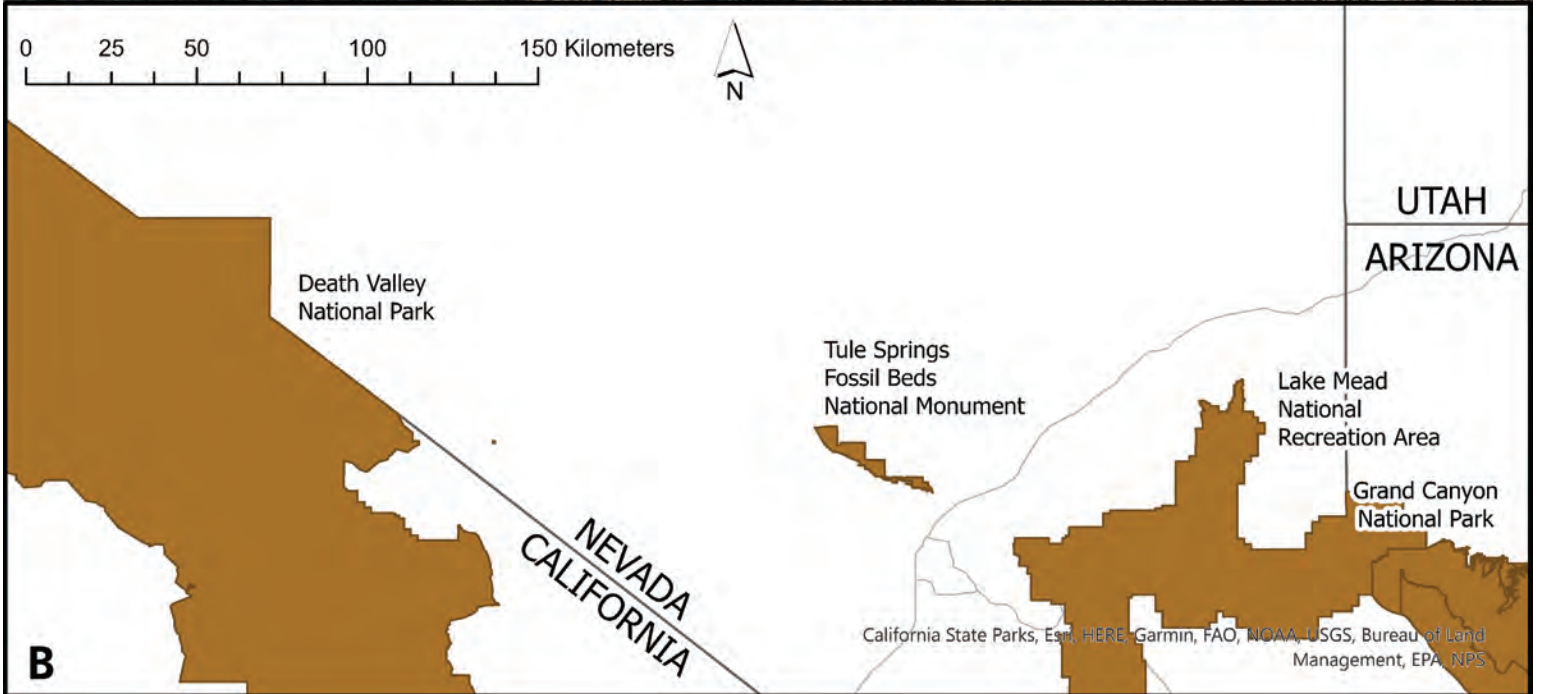 0 25 50 100 150 Kilometers
N
UTAH
ARIZONA
Death Valley
National Park
Tule Springs
Fossil Beds
National Monument
Lake Mead
National
Recreation Area
Grand Canyon
National Park
NEVADA
CALIFORNIA
California State Parks, Esri, HERE, Garmin, FAO, NOAA, USGS, Bureau of Land
Management, EPA, NPS
B